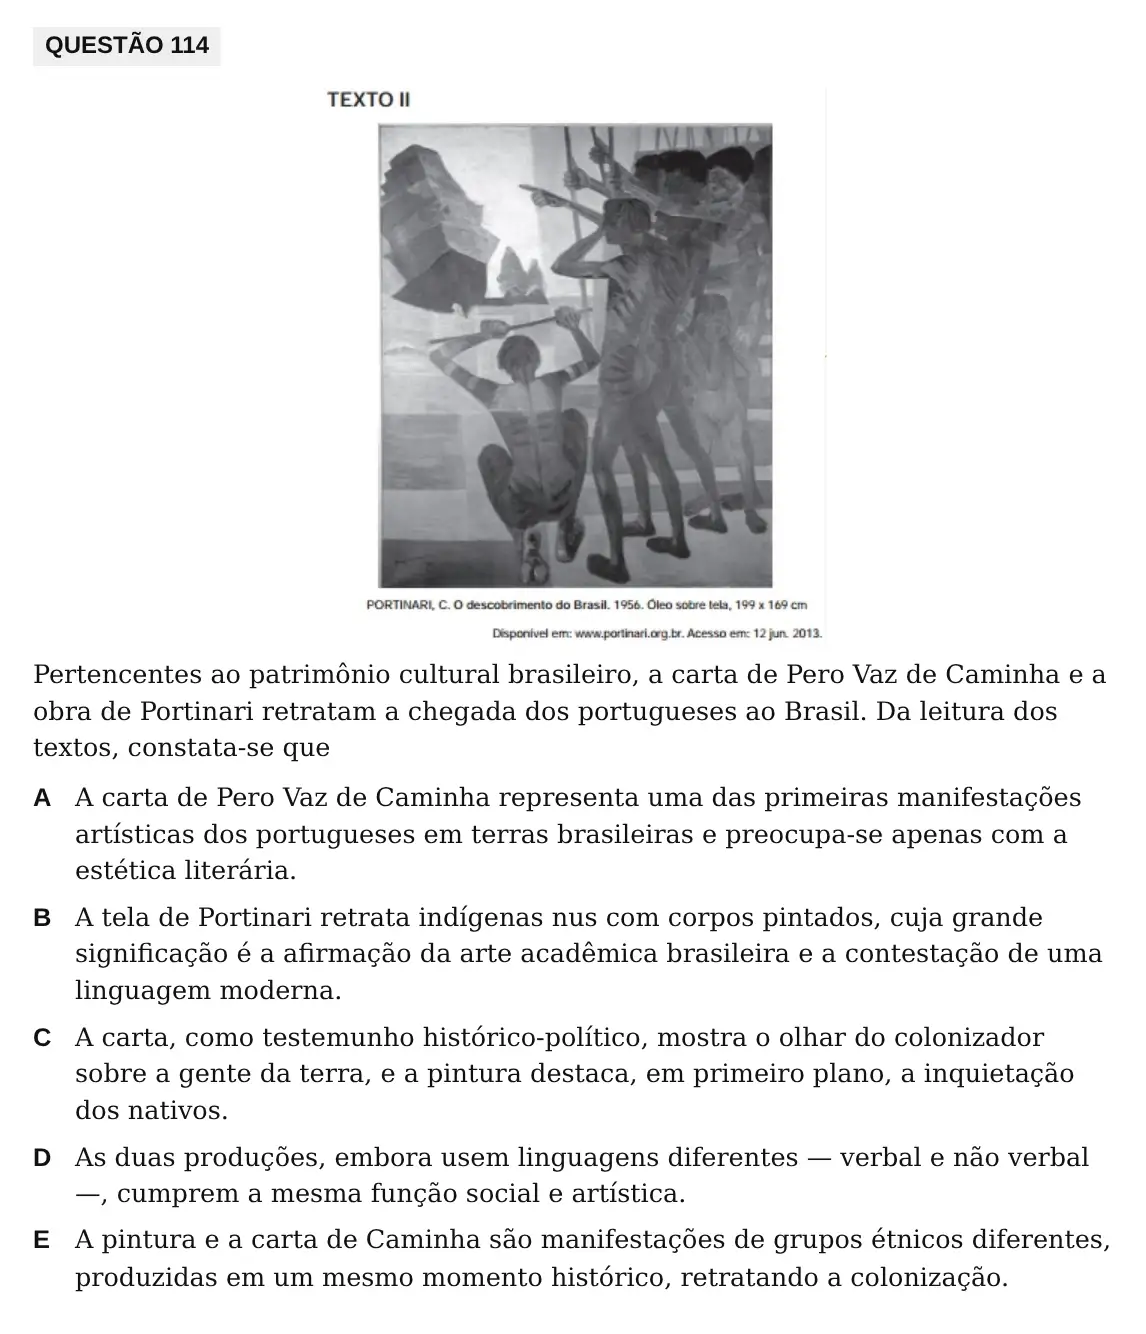 QUESTÃO 114
TEXTO II
PORTINARI, C. O descobrimento do Brasil. 1956. Óleo sobre tela, 199 x 169 cm
Disponível em: www.portinari.org.br. Acesso em: 12 jun. 2013.
Pertencentes ao patrimônio cultural brasileiro, a carta de Pero Vaz de Caminha e a
obra de Portinari retratam a chegada dos portugueses ao Brasil. Da leitura dos
textos, constata-se que
A A carta de Pero Vaz de Caminha representa uma das primeiras manifestações
artísticas dos portugueses em terras brasileiras e preocupa-se apenas com a
estética literária.
B A tela de Portinari retrata indígenas nus com corpos pintados, cuja grande
significação é a afirmação da arte acadêmica brasileira e a contestação de uma
linguagem moderna.
C A carta, como testemunho histórico-político, mostra o olhar do colonizador
sobre a gente da terra, e a pintura destaca, em primeiro plano, a inquietação
dos nativos.
D As duas produções, embora usem linguagens diferentes — verbal e não verbal
—, cumprem a mesma função social e artística.
E A pintura e a carta de Caminha são manifestações de grupos étnicos diferentes,
produzidas em um mesmo momento histórico, retratando a colonização.